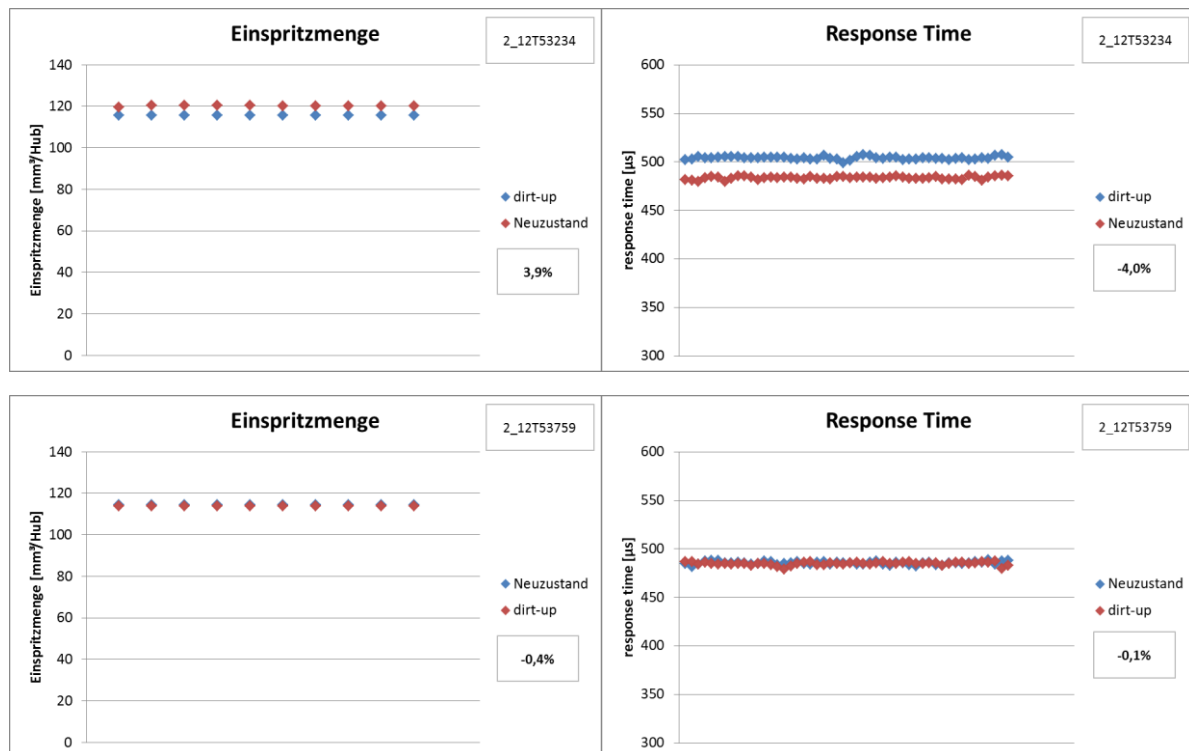 Einspritzmenge
2_12T53234
Einspritzmenge [mm³/Hub]
140
120
100
80
60
40
20
0
dirt-up
Neuzustand
3,9%
Response Time
2_12T53234
response time [µs]
600
550
500
450
400
350
300
dirt-up
Neuzustand
-4,0%
Einspritzmenge
2_12T53759
Einspritzmenge [mm³/Hub]
140
120
100
80
60
40
20
0
Neuzustand
dirt-up
-0,4%
Response Time
2_12T53759
response time [µs]
600
550
500
450
400
350
300
Neuzustand
dirt-up
-0,1%